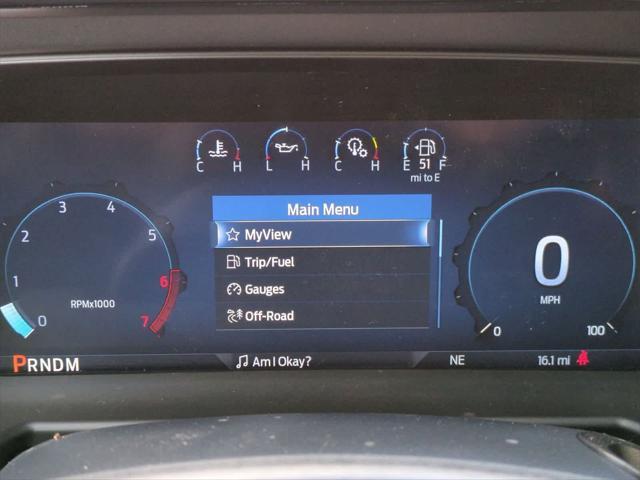 C H
L H
C H
E 51 F
mi to E
Main Menu
MyView
Trip/Fuel
Gauges
Off-Road
0 1 2 3 4 5 6 7
RPMx1000
0
MPH
0 100
PRNDM
Am I Okay?
NE
16.1 mi